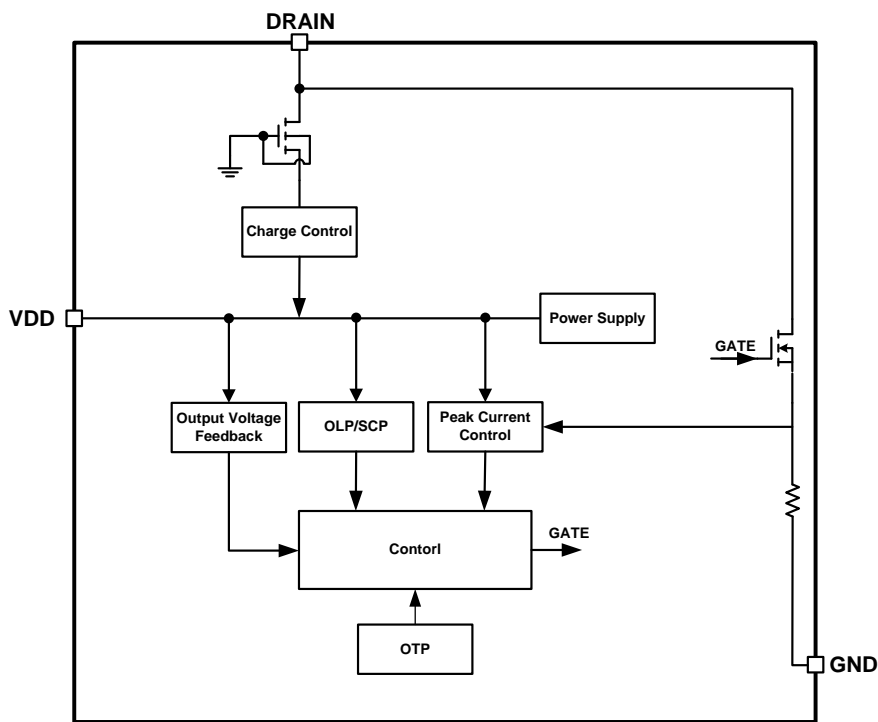 DRAIN
Charge Control
VDD
Power Supply
GATE
Output Voltage
Feedback
OLP/SCP
Peak Current
Control
Contorl
GATE
OTP
GND